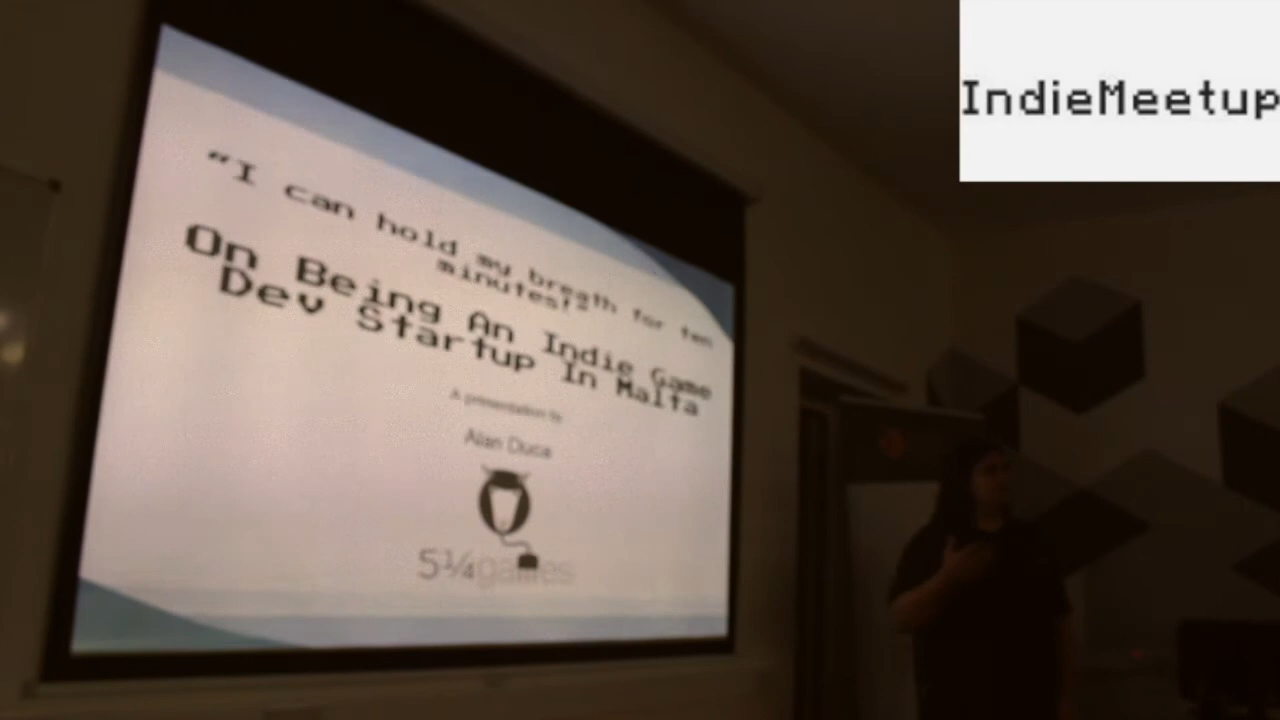 IndieMeetup
“I can hold my breath for ten
minutes!”
On Being An Indie Game
Dev Startup In Malta
A presentation by
Alan Duca
5¼games